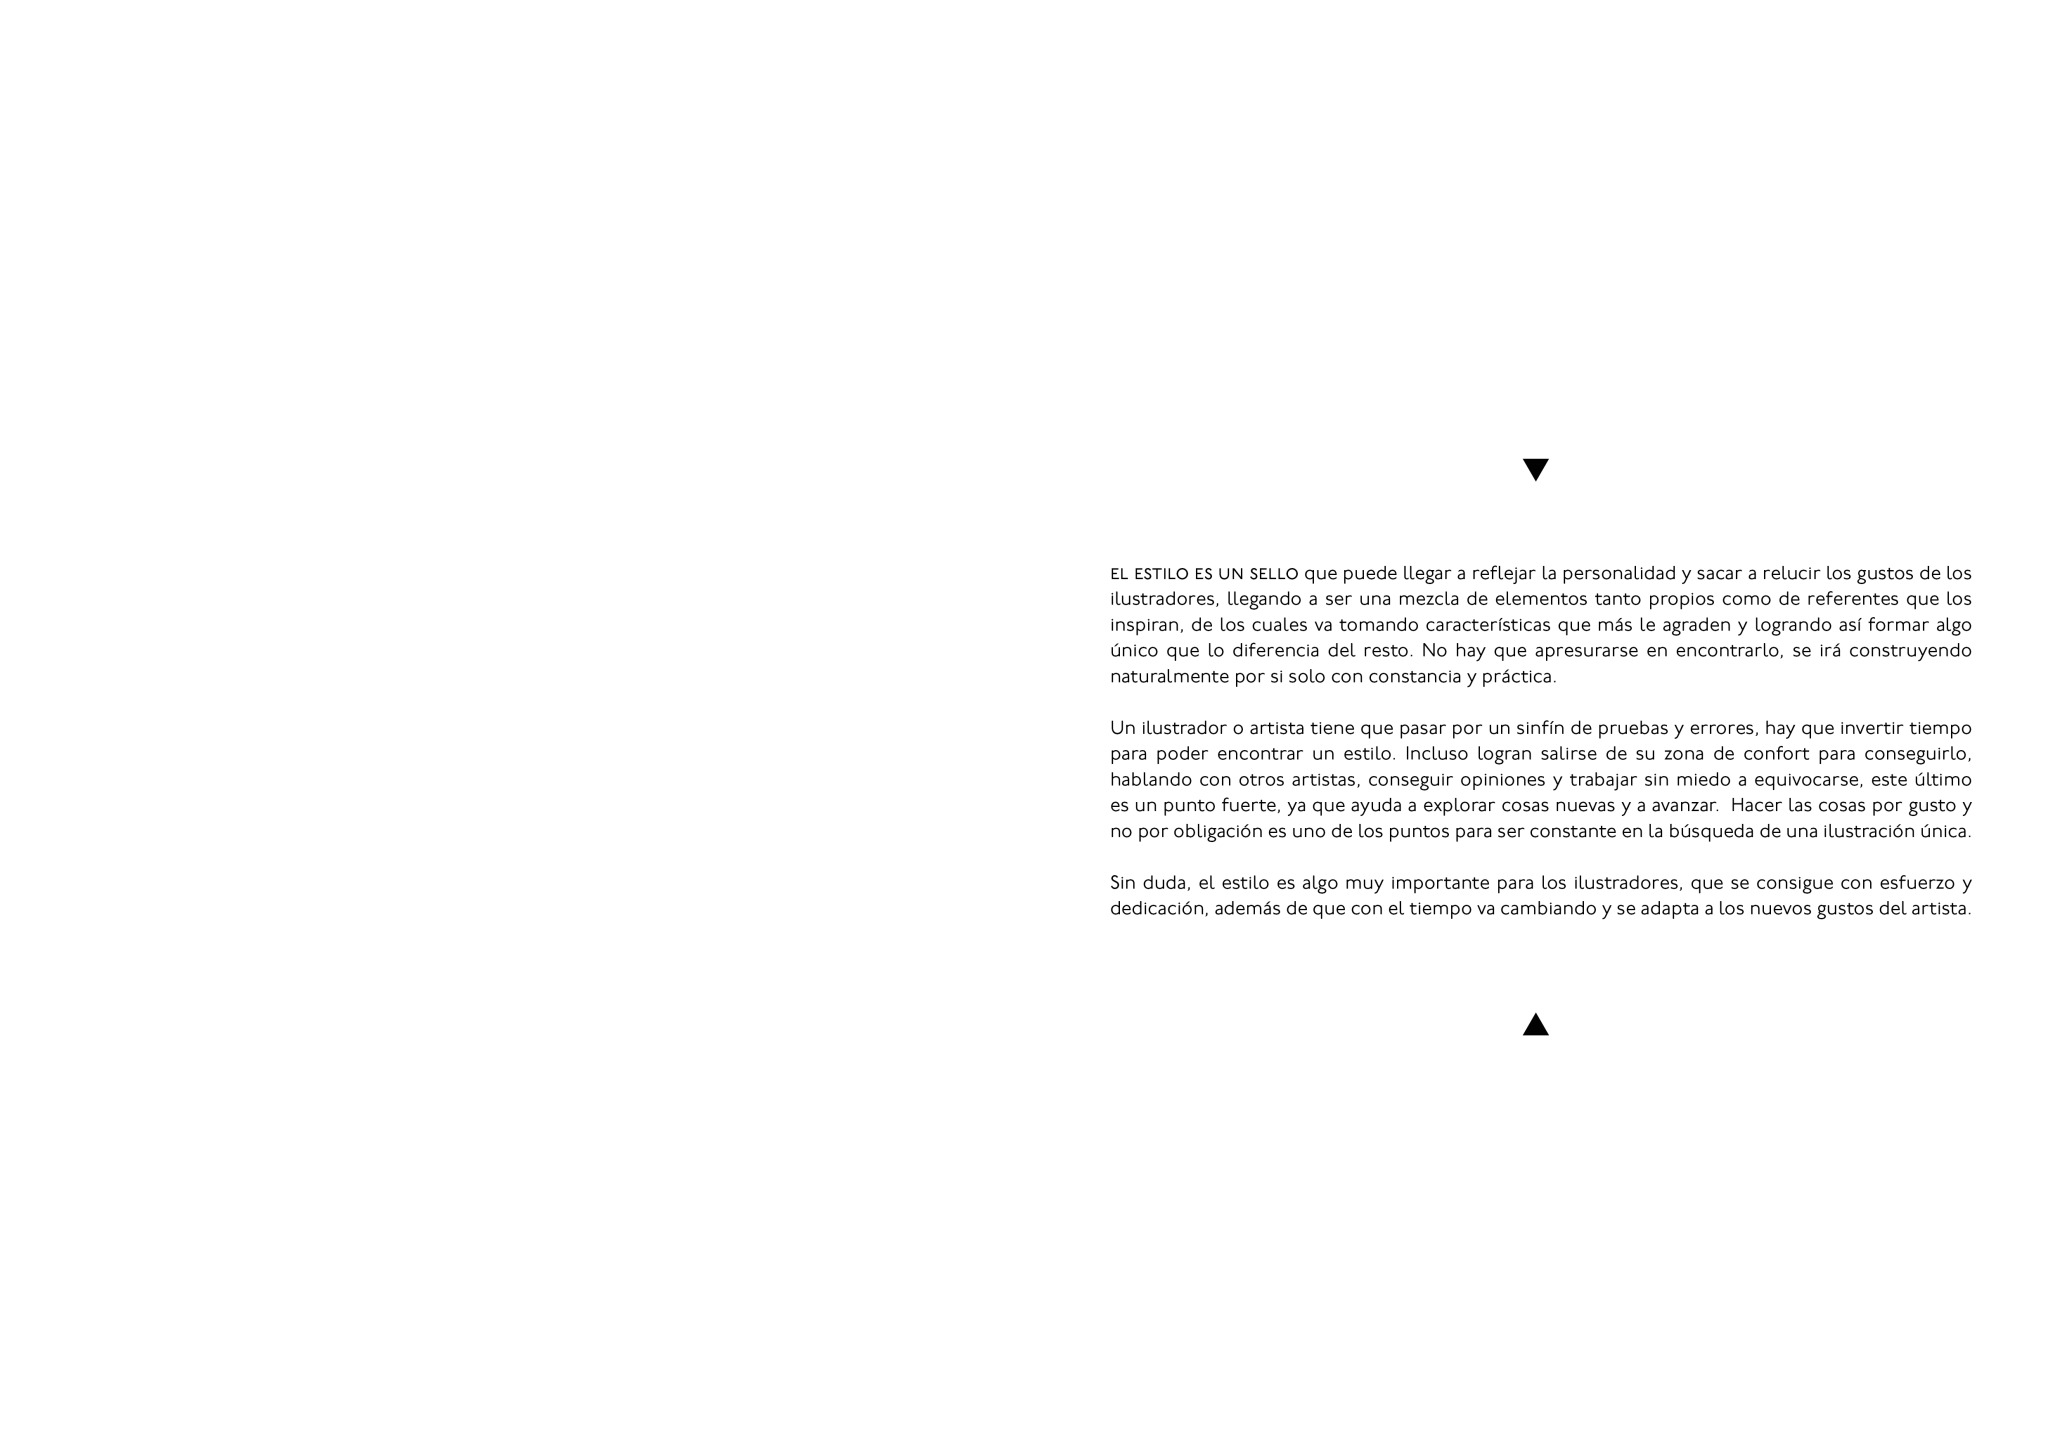 EL ESTILO ES UN SELLO que puede llegar a reflejar la personalidad y sacar a relucir los gustos de los
ilustradores, llegando a ser una mezcla de elementos tanto propios como de referentes que los
inspiran, de los cuales va tomando características que más le agraden y logrando así formar algo
único que lo diferencia del resto. No hay que apresurarse en encontrarlo, se irá construyendo
naturalmente por si solo con constancia y práctica.
Un ilustrador o artista tiene que pasar por un sinfín de pruebas y errores, hay que invertir tiempo
para poder encontrar un estilo. Incluso logran salirse de su zona de confort para conseguirlo,
hablando con otros artistas, conseguir opiniones y trabajar sin miedo a equivocarse, este último
es un punto fuerte, ya que ayuda a explorar cosas nuevas y a avanzar.  Hacer las cosas por gusto y
no por obligación es uno de los puntos para ser constante en la búsqueda de una ilustración única.
Sin duda, el estilo es algo muy importante para los ilustradores, que se consigue con esfuerzo y
dedicación, además de que con el tiempo va cambiando y se adapta a los nuevos gustos del artista.